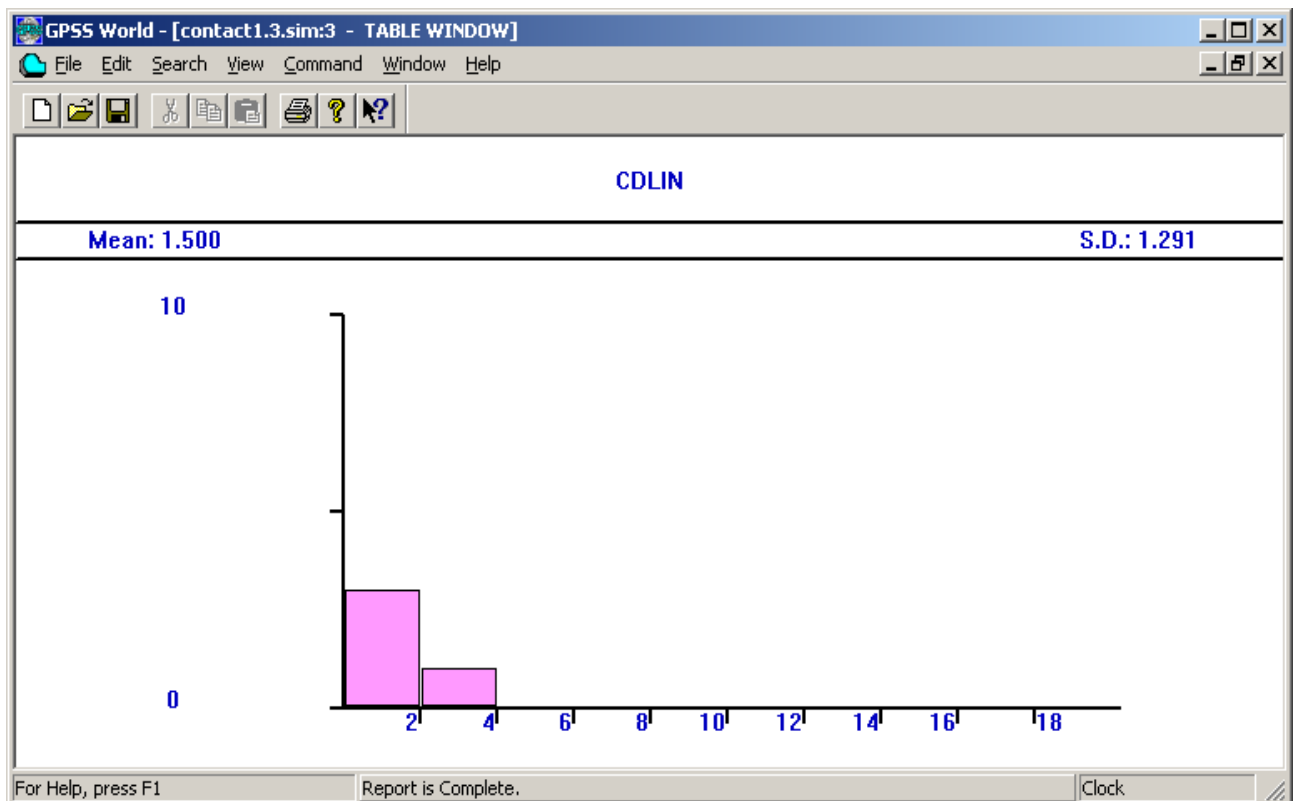 GPSS World - [contact1.3.sim:3 - TABLE WINDOW]
File Edit Search View Command Window Help
CDLIN
Mean: 1.500 S.D.: 1.291
10
0
2 4 6 8 10 12 14 16 18
For Help, press F1 Report is Complete. Clock